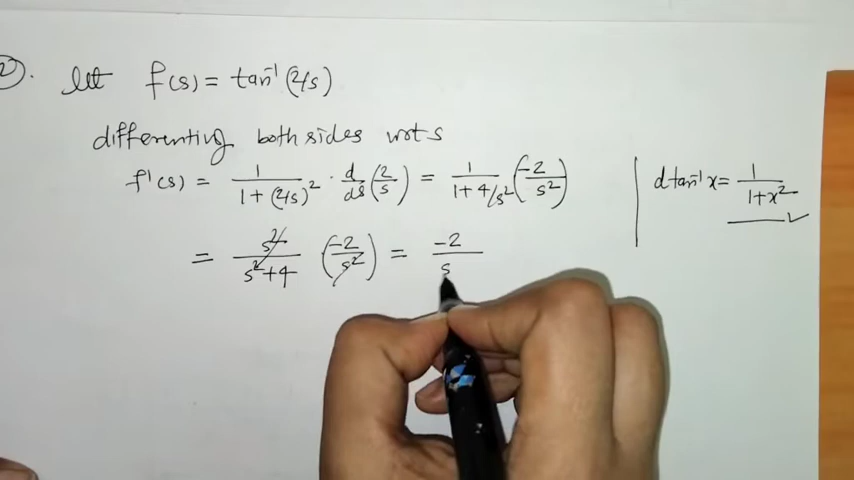 2). let f(s) = tan⁻¹(2/s)
differenting both sides wrt s
f'(s) = 1/(1+(2/s)²) · d/ds(2/s) = 1/(1+4/s²) (-2/s²)
d tan⁻¹x = 1/(1+x²) ✓
= s²/(s²+4) (-2/s²) = -2/s